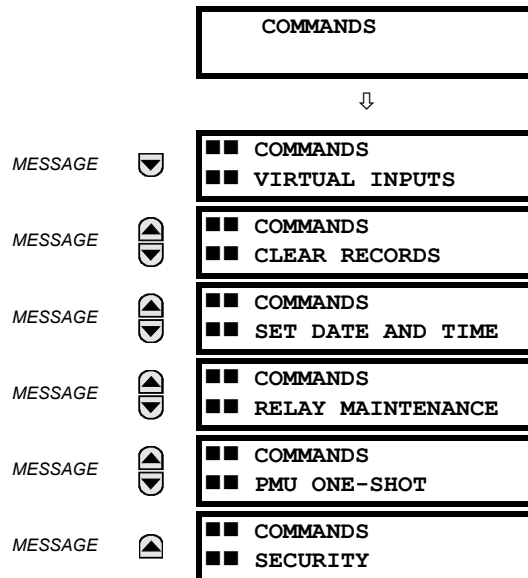 COMMANDS
⇩
MESSAGE ■■ COMMANDS
■■ VIRTUAL INPUTS
MESSAGE ■■ COMMANDS
■■ CLEAR RECORDS
MESSAGE ■■ COMMANDS
■■ SET DATE AND TIME
MESSAGE ■■ COMMANDS
■■ RELAY MAINTENANCE
MESSAGE ■■ COMMANDS
■■ PMU ONE-SHOT
MESSAGE ■■ COMMANDS
■■ SECURITY